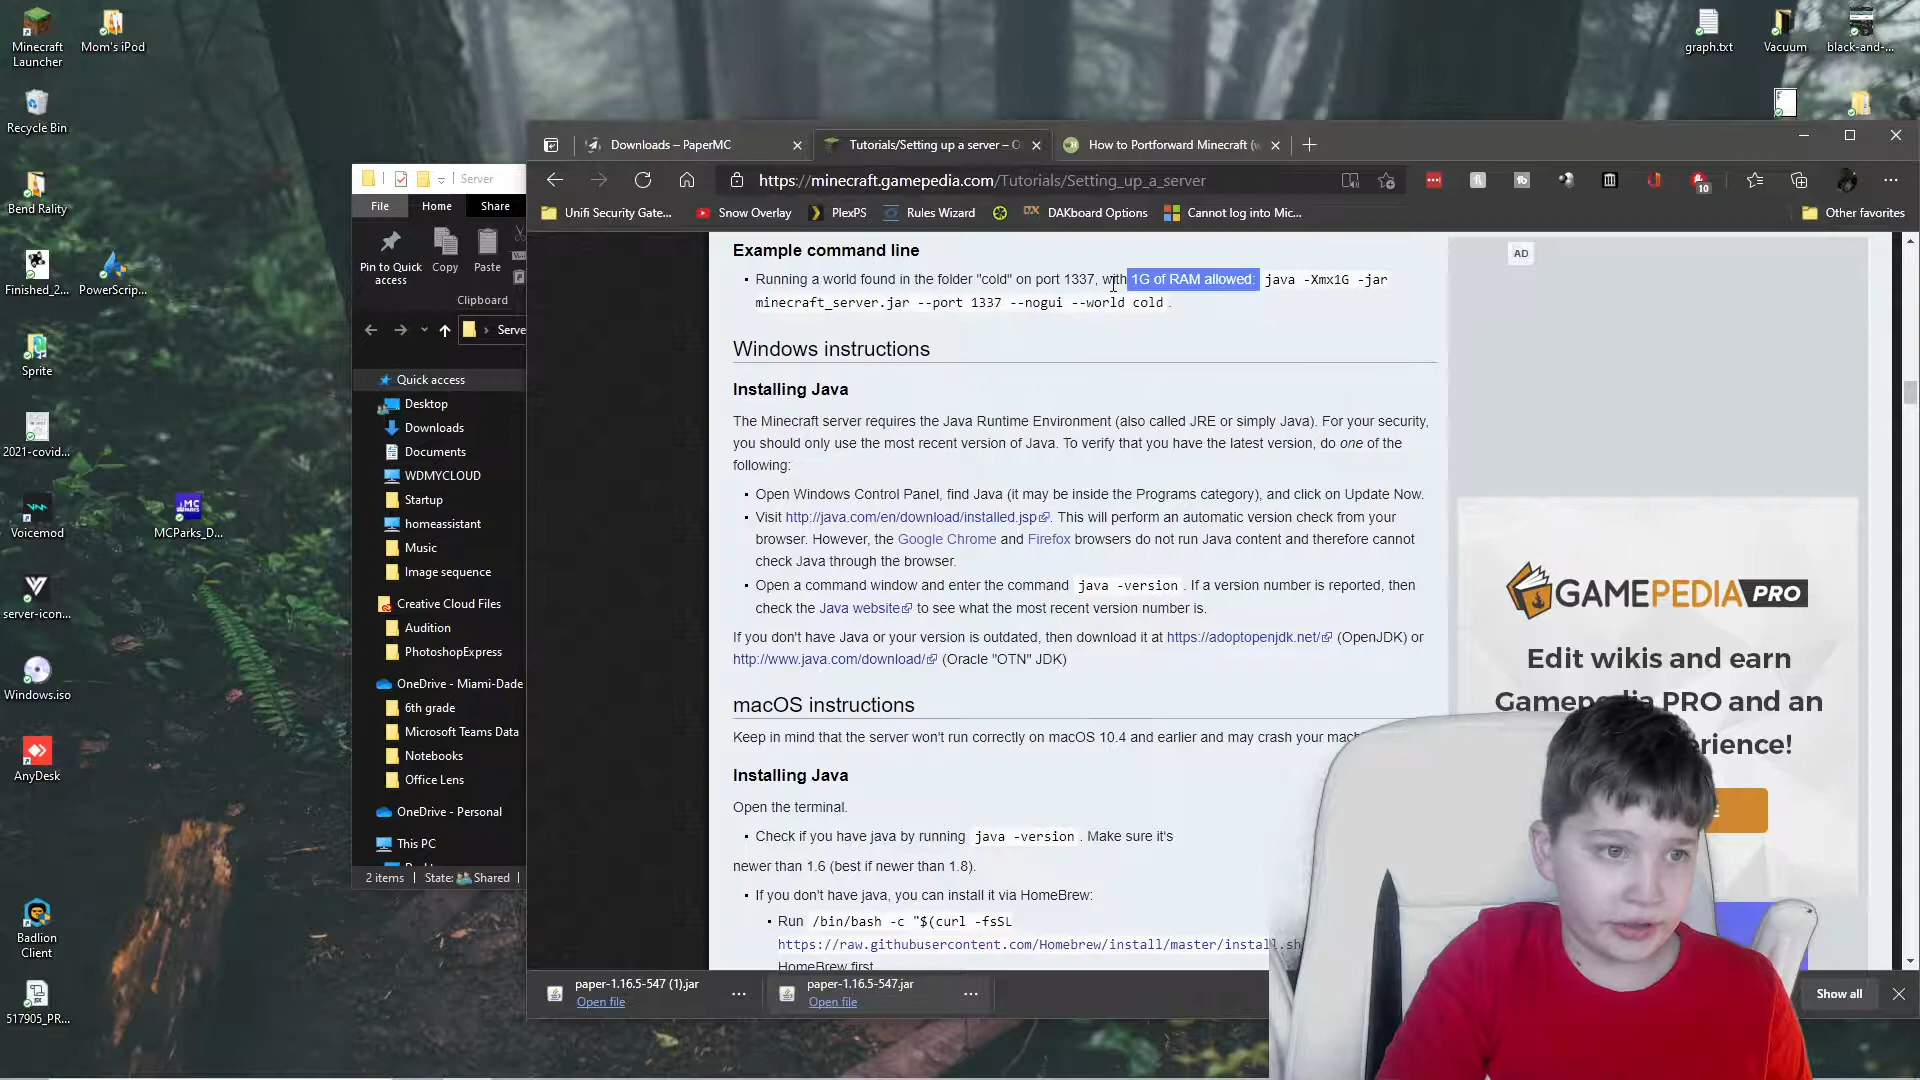 Minecraft
Launcher
Mom's iPod
Recycle Bin
Bend Rality
Finished_2...
PowerScrip...
Sprite
2021-covid...
Voicemod
MCParks_D...
server-icon...
Windows.iso
AnyDesk
Badlion
Client
517905_PR...
graph.txt
Vacuum
black-and-...
Server
File
Home
Share
Pin to Quick
access
Copy
Paste
Clipboard
Serve
Quick access
Desktop
Downloads
Documents
WDMYCLOUD
Startup
homeassistant
Music
Image sequence
Creative Cloud Files
Audition
PhotoshopExpress
OneDrive - Miami-Dade
6th grade
Microsoft Teams Data
Notebooks
Office Lens
OneDrive - Personal
This PC
2 items
State: Shared
Downloads – PaperMC
Tutorials/Setting up a server – O
How to Portforward Minecraft (w
https://minecraft.gamepedia.com/Tutorials/Setting_up_a_server
10
Unifi Security Gate...
Snow Overlay
PlexPS
Rules Wizard
DAKboard Options
Cannot log into Mic...
Other favorites
Example command line
Running a world found in the folder "cold" on port 1337, with 1G of RAM allowed: java -Xmx1G -jar
minecraft_server.jar --port 1337 --nogui --world cold .
Windows instructions
Installing Java
The Minecraft server requires the Java Runtime Environment (also called JRE or simply Java). For your security,
you should only use the most recent version of Java. To verify that you have the latest version, do one of the
following:
Open Windows Control Panel, find Java (it may be inside the Programs category), and click on Update Now.
Visit http://java.com/en/download/installed.jsp. This will perform an automatic version check from your
browser. However, the Google Chrome and Firefox browsers do not run Java content and therefore cannot
check Java through the browser.
Open a command window and enter the command java -version . If a version number is reported, then
check the Java website to see what the most recent version number is.
If you don't have Java or your version is outdated, then download it at https://adoptopenjdk.net/ (OpenJDK) or
http://www.java.com/download/ (Oracle "OTN" JDK)
macOS instructions
Keep in mind that the server won't run correctly on macOS 10.4 and earlier and may crash your mac
Installing Java
Open the terminal.
Check if you have java by running java -version . Make sure it's
newer than 1.6 (best if newer than 1.8).
If you don't have java, you can install it via HomeBrew:
Run /bin/bash -c "$(curl -fsSL
https://raw.githubusercontent.com/Homebrew/install/master/install.sh
HomeBrew first
AD
GAMEPEDIA PRO
Edit wikis and earn
Gamepedia PRO and an
erience!
paper-1.16.5-547 (1).jar
Open file
paper-1.16.5-547.jar
Open file
Show all